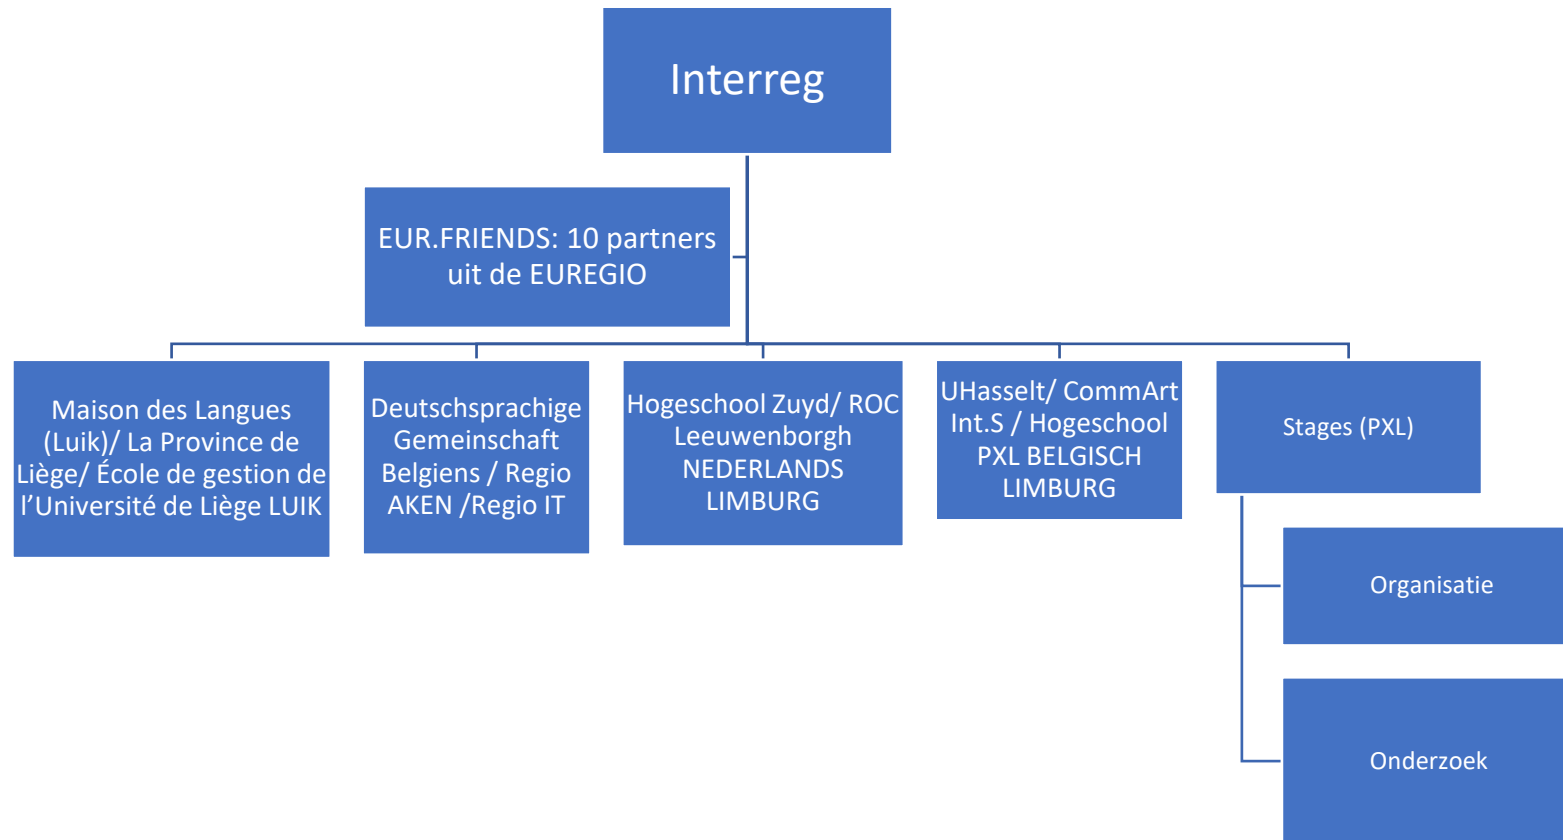 Interreg
EUR.FRIENDS: 10 partners
uit de EUREGIO
Maison des Langues
(Luik)/ La Province de
Liège/ École de gestion de
l’Université de Liège LUIK
Deutschsprachige
Gemeinschaft
Belgiens / Regio
AKEN /Regio IT
Hogeschool Zuyd/ ROC
Leeuwenborgh
NEDERLANDS
LIMBURG
UHasselt/ CommArt
Int.S / Hogeschool
PXL BELGISCH
LIMBURG
Stages (PXL)
Organisatie
Onderzoek